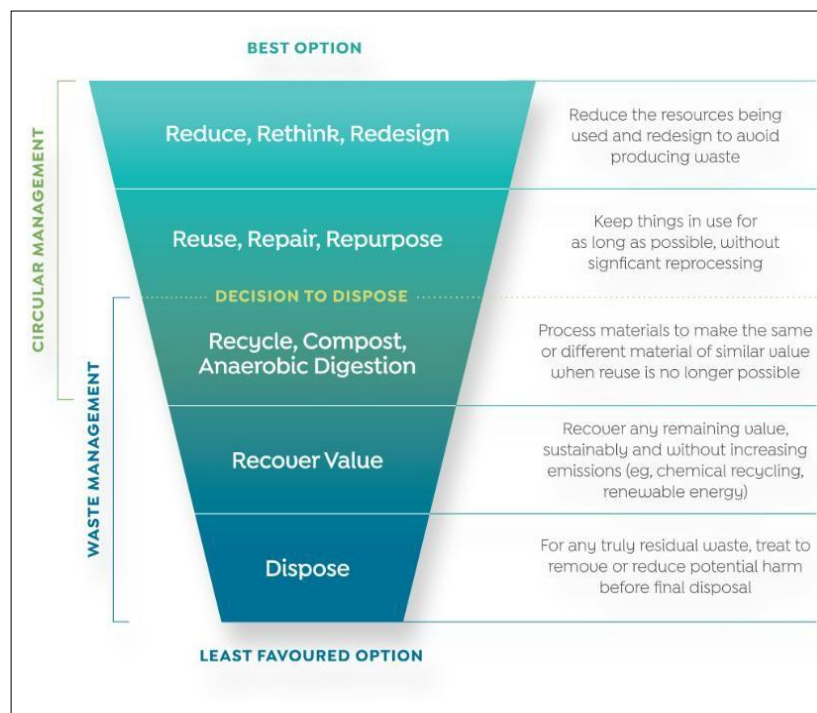 BEST OPTION
CIRCULAR MANAGEMENT
Reduce, Rethink, Redesign
Reduce the resources being
used and redesign to avoid
producing waste
Reuse, Repair, Repurpose
Keep things in use for
as long as possible, without
signficant reprocessing
DECISION TO DISPOSE
WASTE MANAGEMENT
Recycle, Compost,
Anaerobic Digestion
Process materials to make the same
or different material of similar value
when reuse is no longer possible
Recover Value
Recover any remaining value,
sustainably and without increasing
emissions (eg, chemical recycling,
renewable energy)
Dispose
For any truly residual waste, treat to
remove or reduce potential harm
before final disposal
LEAST FAVOURED OPTION